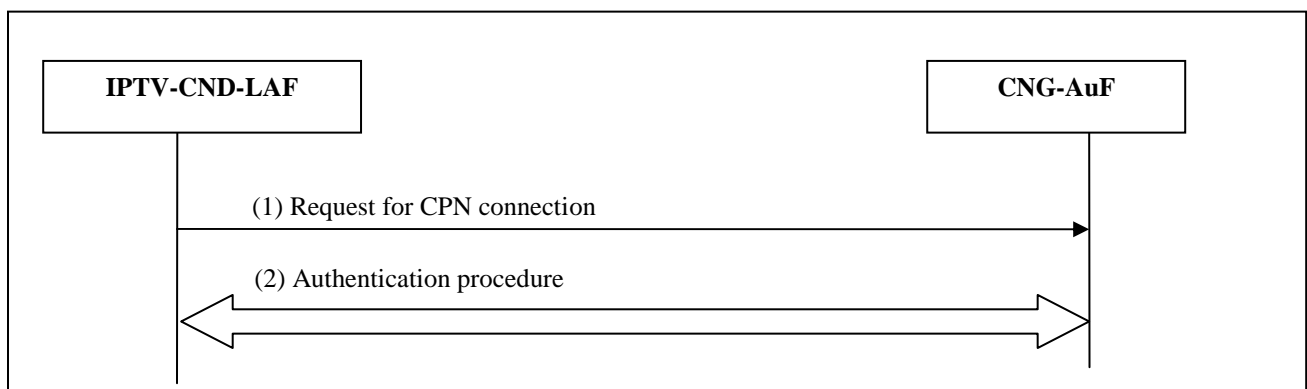 IPTV-CND-LAF
CNG-AuF
(1) Request for CPN connection
(2) Authentication procedure